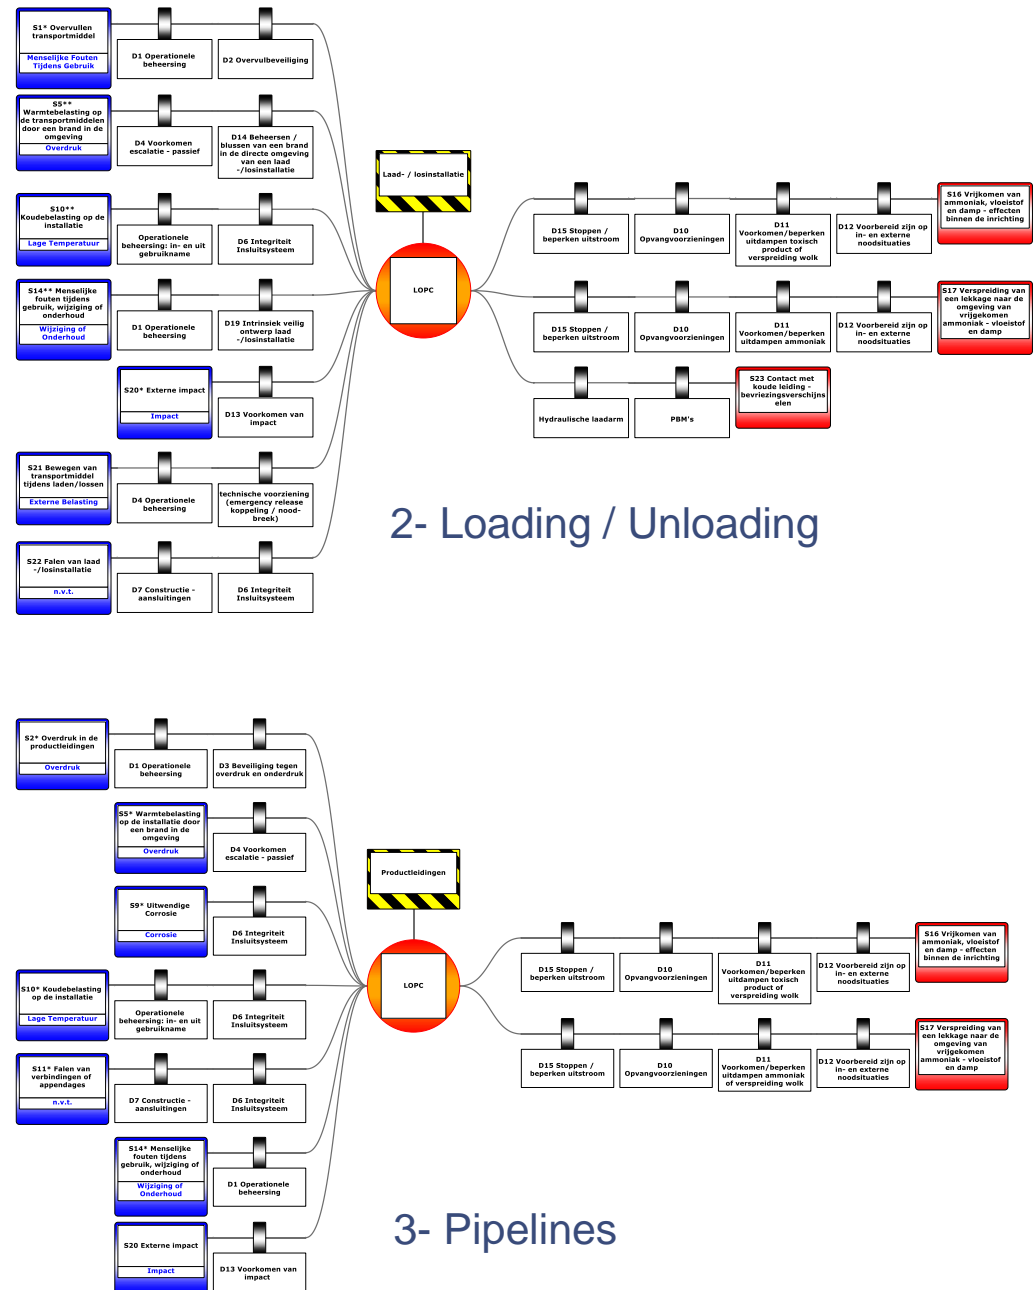 S1* Overvullen
transportmiddel
Menselijke Fouten
Tijdens Gebruik
D1 Operationele
beheersing
D2 Overvulbeveiliging
S5**
Warmtebelasting op
de transportmiddelen
door een brand in de
omgeving
Overdruk
D4 Voorkomen
escalatie - passief
D14 Beheersen /
blussen van een brand
in de directe omgeving
van een laad
-/losinstallatie
S10**
Koudebelasting op de
installatie
Lage Temperatuur
Operationele
beheersing: in- en uit
gebruikname
D6 Integriteit
Insluitsysteem
S14** Menselijke
fouten tijdens
gebruik, wijziging of
onderhoud
Wijziging of
Onderhoud
D1 Operationele
beheersing
D19 Intrinsiek veilig
ontwerp laad
-/losinstallatie
S20* Externe impact
Impact
D13 Voorkomen van
impact
S21 Bewegen van
transportmiddel
tijdens laden/lossen
Externe Belasting
D4 Operationele
beheersing
technische voorziening
(emergency release
koppeling / nood-
breek)
S22 Falen van laad
-/losinstallatie
n.v.t.
D7 Constructie -
aansluitingen
D6 Integriteit
Insluitsysteem
Laad- / losinstallatie
LOPC
D15 Stoppen /
beperken uitstroom
D10
Opvangvoorzieningen
D11
Voorkomen/beperken
uitdampen toxisch
product of
verspreiding wolk
D12 Voorbereid zijn op
in- en externe
noodsituaties
S16 Vrijkomen van
ammoniak, vloeistof
en damp - effecten
binnen de inrichting
D15 Stoppen /
beperken uitstroom
D10
Opvangvoorzieningen
D11
Voorkomen/beperken
uitdampen ammoniak
D12 Voorbereid zijn op
in- en externe
noodsituaties
S17 Verspreiding van
een lekkage naar de
omgeving van
vrijgekomen
ammoniak - vloeistof
en damp
Hydraulische laadarm
PBM's
S23 Contact met
koude leiding -
bevriezingsverschijns
elen
2- Loading / Unloading
S2* Overdruk in de
productleidingen
Overdruk
D1 Operationele
beheersing
D3 Beveiliging tegen
overdruk en onderdruk
S5* Warmtebelasting
op de installatie door
een brand in de
omgeving
Overdruk
D4 Voorkomen
escalatie - passief
S9* Uitwendige
Corrosie
Corrosie
D6 Integriteit
Insluitsysteem
S10* Koudebelasting
op de installatie
Lage Temperatuur
Operationele
beheersing: in- en uit
gebruikname
D6 Integriteit
Insluitsysteem
S11* Falen van
verbindingen of
appendages
n.v.t.
D7 Constructie -
aansluitingen
D6 Integriteit
Insluitsysteem
S14* Menselijke
fouten tijdens
gebruik, wijziging of
onderhoud
Wijziging of
Onderhoud
D1 Operationele
beheersing
S20 Externe impact
Impact
D13 Voorkomen van
impact
Productleidingen
LOPC
D15 Stoppen /
beperken uitstroom
D10
Opvangvoorzieningen
D11
Voorkomen/beperken
uitdampen toxisch
product of
verspreiding wolk
D12 Voorbereid zijn op
in- en externe
noodsituaties
S16 Vrijkomen van
ammoniak, vloeistof
en damp - effecten
binnen de inrichting
D15 Stoppen /
beperken uitstroom
D10
Opvangvoorzieningen
D11
Voorkomen/beperken
uitdampen ammoniak
of verspreiding wolk
D12 Voorbereid zijn op
in- en externe
noodsituaties
S17 Verspreiding van
een lekkage naar de
omgeving van
vrijgekomen
ammoniak - vloeistof
en damp
3- Pipelines